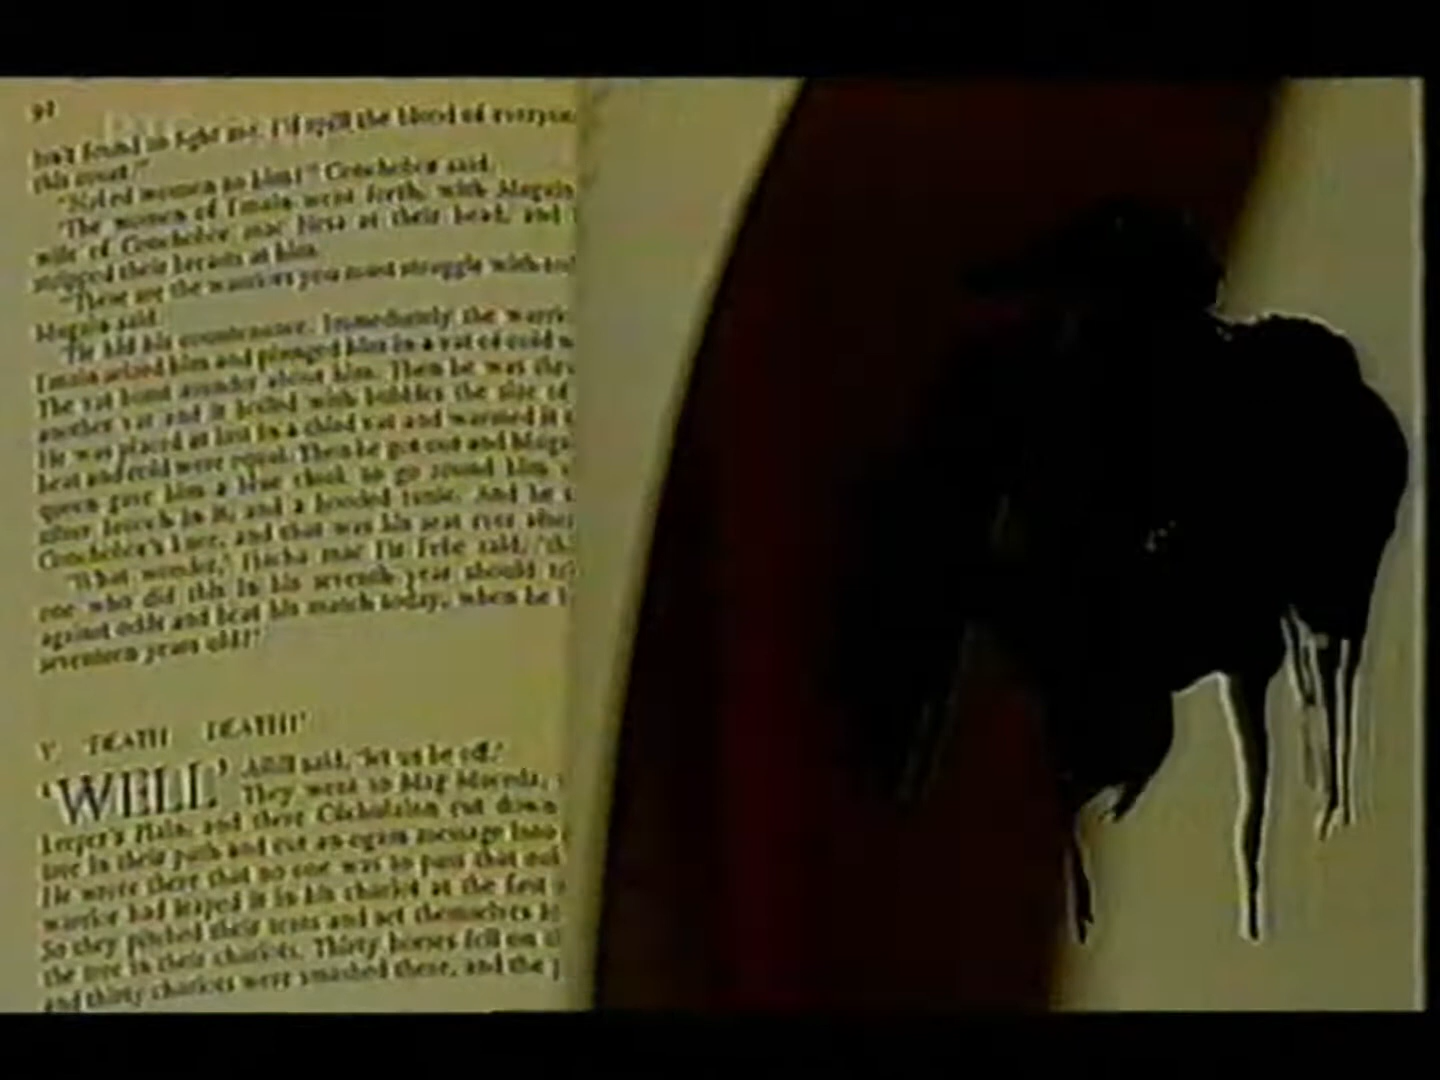 92
isn't found to fight me, I'll spill the blood of everyone
this court!'
'Naked women to him!' Conchobor said.
The women of Emain went forth, with Mugain
wife of Conchobor mac Nesa at their head, and
stripped their breasts at him.
'These are the warriors you must struggle with to
Mugain said.
He hid his countenance. Immediately the warri
Emain seized him and plunged him in a vat of cold w
The vat burst asunder about him. Then he was thr
another vat and it boiled with bubbles the size of
He was placed at last in a third vat and warmed it
heat and cold were equal. Then he got out and Muga
queen gave him a blue cloak to go round him
silver brooch in it, and a hooded tunic. And he
Conchobor's knee, and that was his seat ever after
'What wonder,' Fiacha mac Fir Febe said, 'th
one who did this in his seventh year should tr
against odds and beat his match today, when he
seventeen years old?'
V 'DEATH DEATH!'
'WELL' Ailill said, 'let us be off.'
They went to Mag Muceda,
Leeper's Plain, and there Cúchulainn cut down
tree in their path and cut an ogam message into
He wrote there that no one was to pass that oak
warrior had leaped it in his chariot at the first
So they pitched their tents and set themselves
the tree in their chariots. Thirty horses fell on
and thirty chariots were smashed there, and the